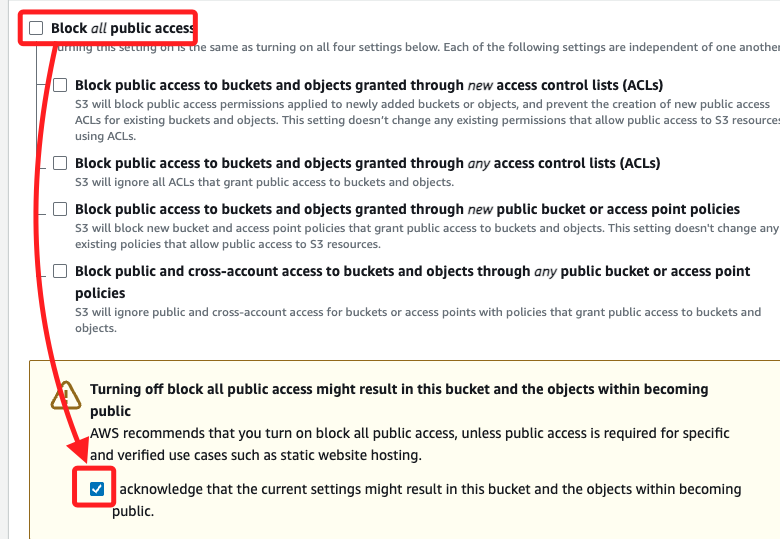 Block all public access
Turning this setting on is the same as turning on all four settings below. Each of the following settings are independent of one another
Block public access to buckets and objects granted through new access control lists (ACLs)
S3 will block public access permissions applied to newly added buckets or objects, and prevent the creation of new public access
ACLs for existing buckets and objects. This setting doesn't change any existing permissions that allow public access to S3 resources
using ACLs.
Block public access to buckets and objects granted through any access control lists (ACLs)
S3 will ignore all ACLs that grant public access to buckets and objects.
Block public access to buckets and objects granted through new public bucket or access point policies
S3 will block new bucket and access point policies that grant public access to buckets and objects. This setting doesn't change any
existing policies that allow public access to S3 resources.
Block public and cross-account access to buckets and objects through any public bucket or access point
policies
S3 will ignore public and cross-account access for buckets or access points with policies that grant public access to buckets and
objects.
Turning off block all public access might result in this bucket and the objects within becoming
public
AWS recommends that you turn on block all public access, unless public access is required for specific
and verified use cases such as static website hosting.
acknowledge that the current settings might result in this bucket and the objects within becoming
public.